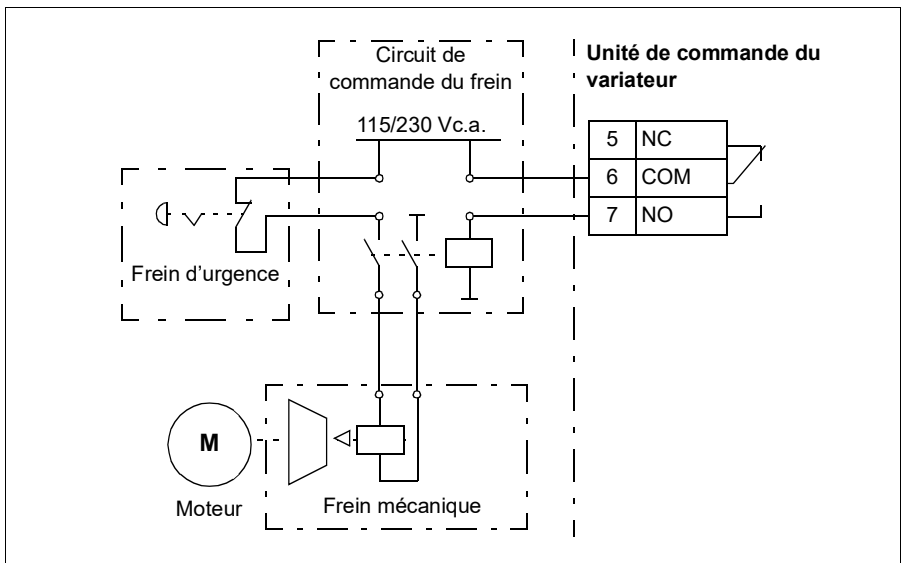 Circuit de
commande du frein
115/230 Vc.a.
Unité de commande du
variateur
5 NC
6 COM
7 NO
Frein d'urgence
M
Moteur
Frein mécanique